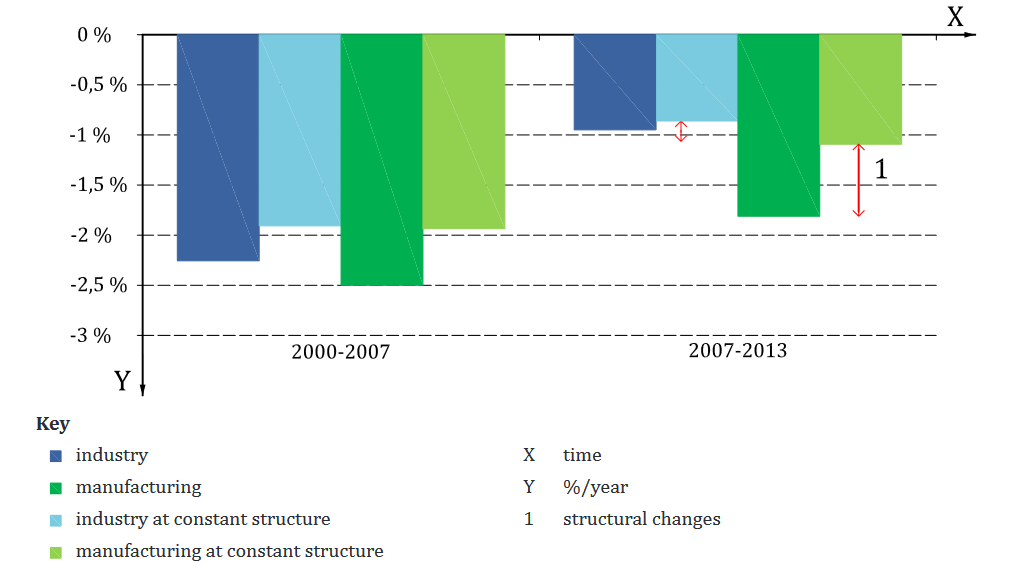 X
0 %
-0,5 %
-1 %
1
-1,5 %
-2 %
-2,5 %
-3 %
2000-2007
2007-2013
Y
Key
industry
manufacturing
industry at constant structure
manufacturing at constant structure
X time
Y %/year
1 structural changes